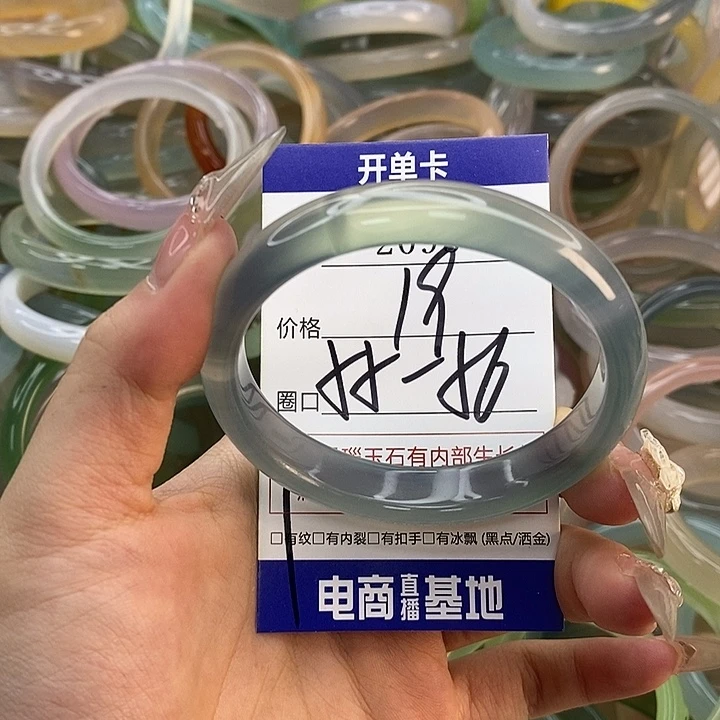 开单卡
价格 18
圈口 55-56
玉石有内部生长
□有纹□有内裂□有扣手□有冰飘 (黑点/洒金)
电商直播基地